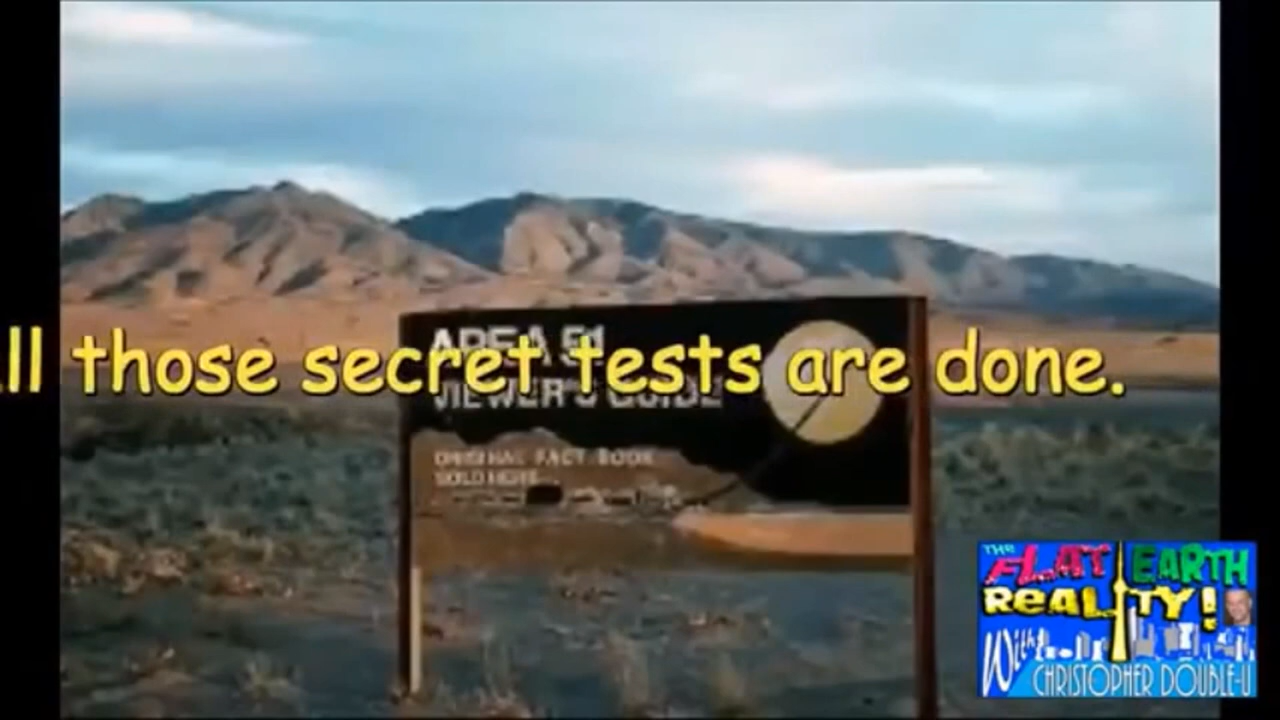 AREA 51
VIEWER'S GUIDE
ll those secret tests are done.
ORIGINAL FACT BOOK
SOLD HERE
THE
FLAT EARTH
REALITY!
With
CHRISTOPHER DOUBLE-U